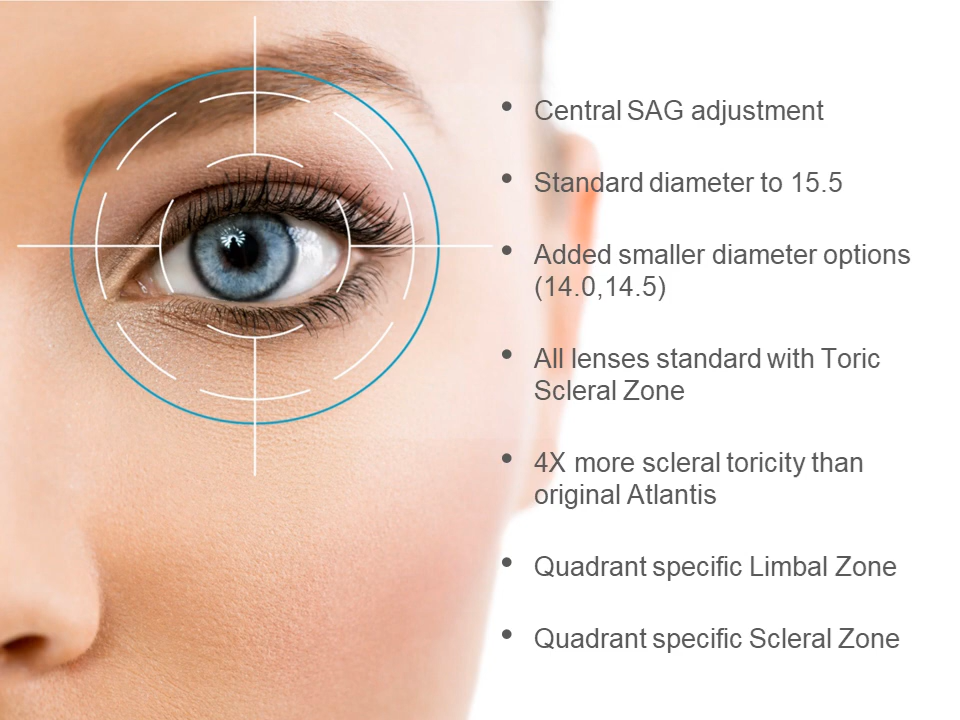 • Central SAG adjustment
• Standard diameter to 15.5
• Added smaller diameter options
(14.0,14.5)
• All lenses standard with Toric
Scleral Zone
• 4X more scleral toricity than
original Atlantis
• Quadrant specific Limbal Zone
• Quadrant specific Scleral Zone